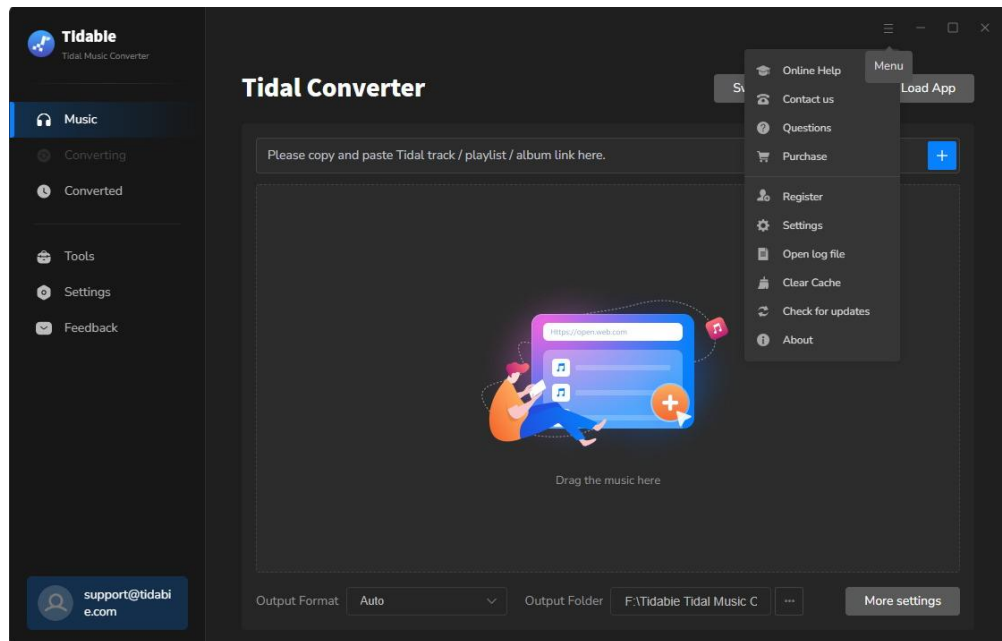 Tidabie
Tidal Music Converter
Music
Converting
Converted
Tools
Settings
Feedback
support@tidabi
e.com
Tidal Converter
Load App
Please copy and paste Tidal track / playlist / album link here.
Https://open.web.com
Drag the music here
Output Format
Auto
Output Folder
F:\Tidabie Tidal Music C
More settings
Menu
Online Help
Contact us
Questions
Purchase
Register
Settings
Open log file
Clear Cache
Check for updates
About